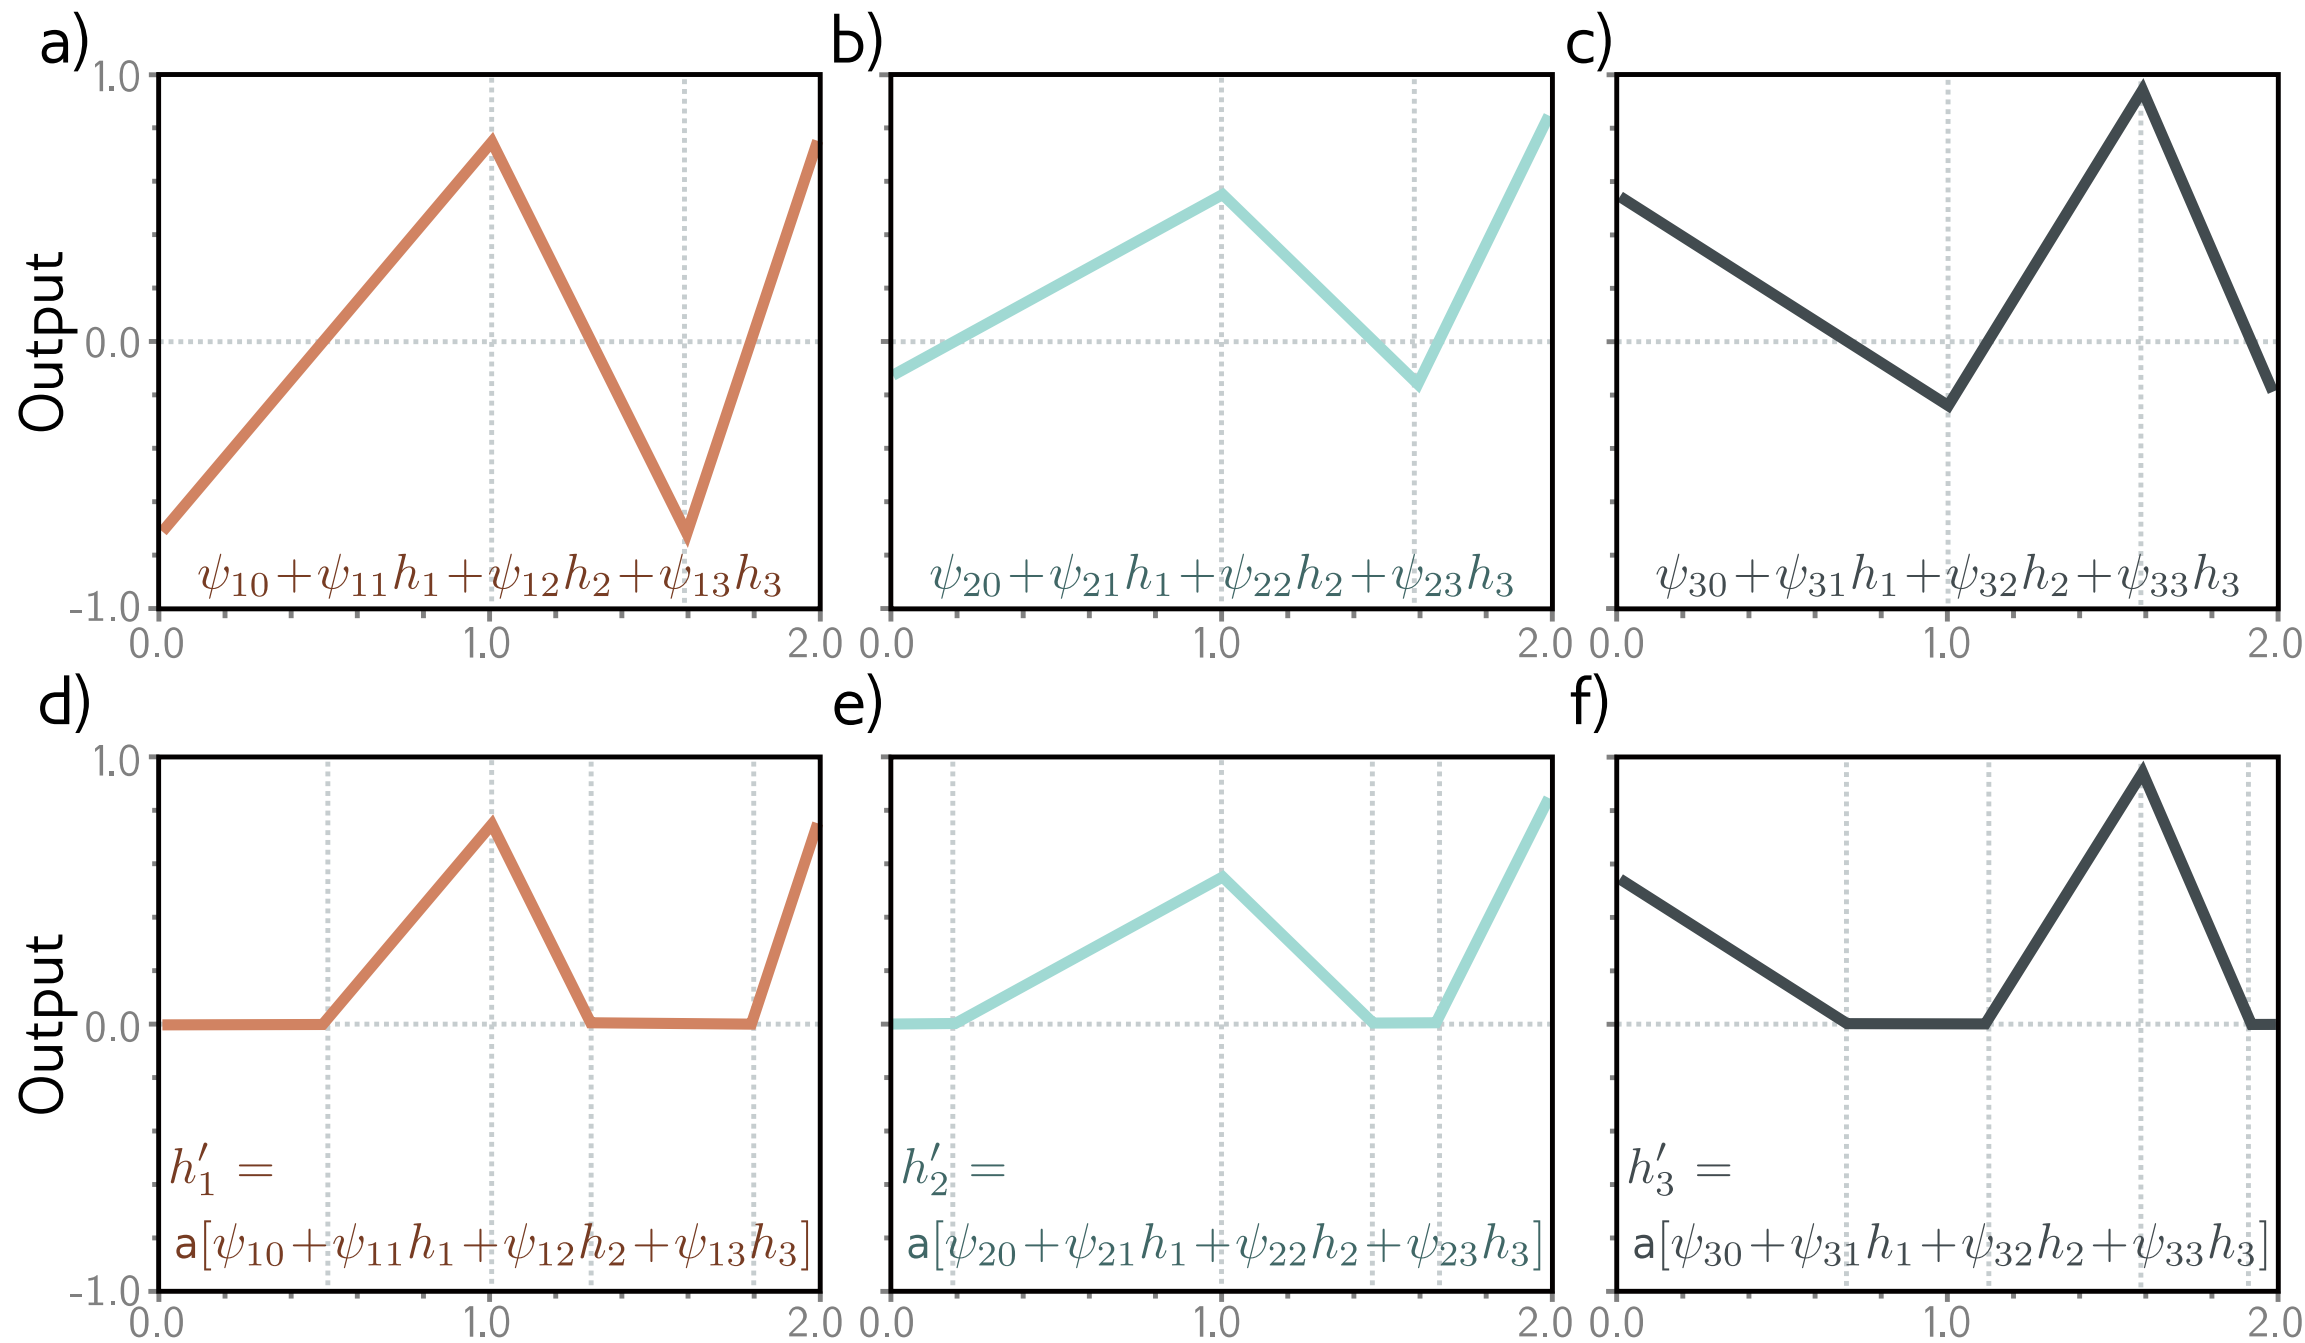 a)
b)
c)
Output
1.0
0.0
-1.0
ψ₁₀+ψ₁₁h₁+ψ₁₂h₂+ψ₁₃h₃
ψ₂₀+ψ₂₁h₁+ψ₂₂h₂+ψ₂₃h₃
ψ₃₀+ψ₃₁h₁+ψ₃₂h₂+ψ₃₃h₃
0.0 1.0 2.0
0.0 1.0 2.0
0.0 1.0 2.0
d)
e)
f)
Output
1.0
0.0
-1.0
h′₁ =
a[ψ₁₀+ψ₁₁h₁+ψ₁₂h₂+ψ₁₃h₃]
h′₂ =
a[ψ₂₀+ψ₂₁h₁+ψ₂₂h₂+ψ₂₃h₃]
h′₃ =
a[ψ₃₀+ψ₃₁h₁+ψ₃₂h₂+ψ₃₃h₃]
0.0 1.0 2.0
0.0 1.0 2.0
0.0 1.0 2.0